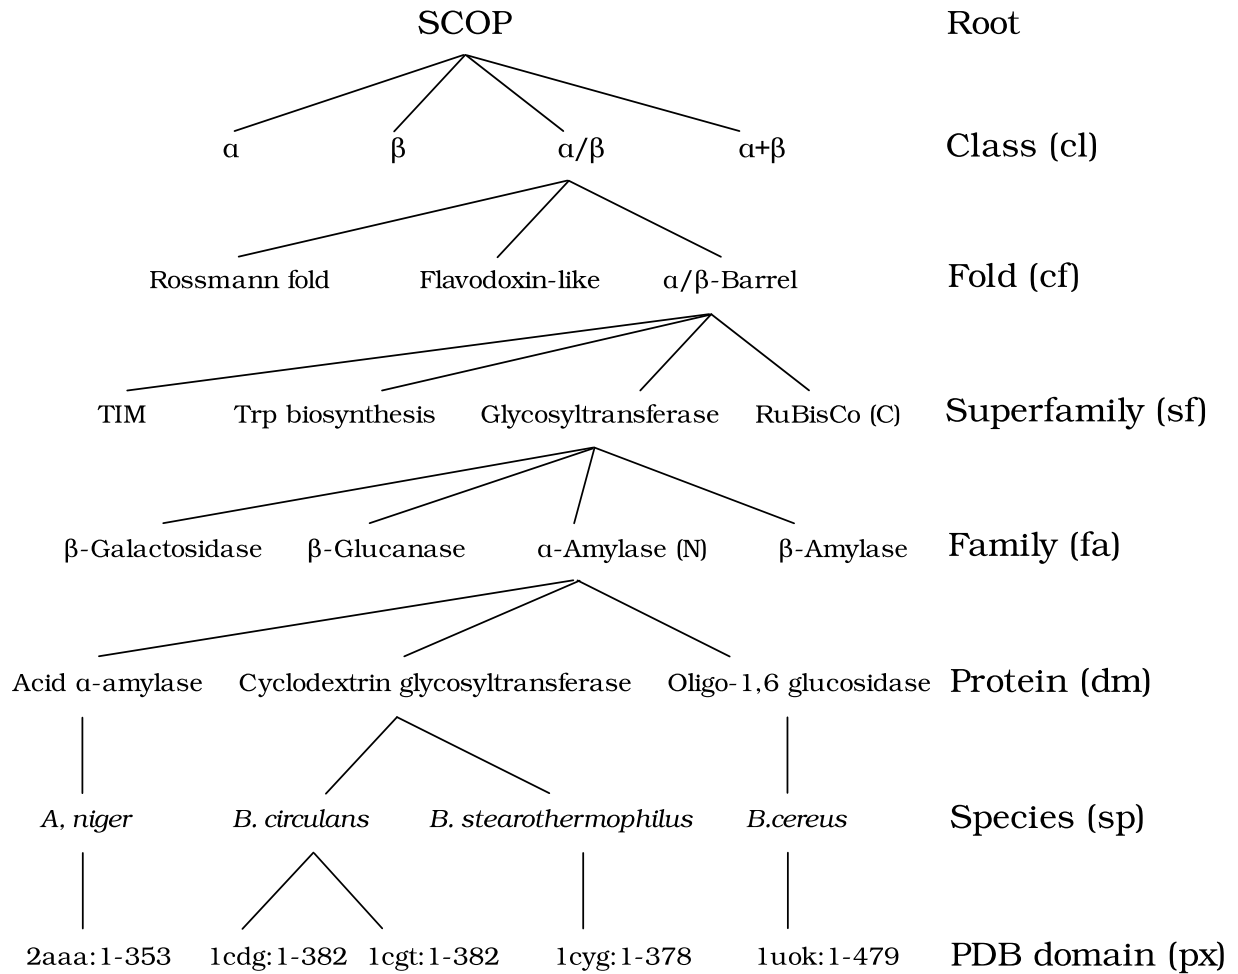 SCOP Root
α β α/β α+β Class (cl)
Rossmann fold Flavodoxin-like α/β-Barrel Fold (cf)
TIM Trp biosynthesis Glycosyltransferase RuBisCo (C) Superfamily (sf)
β-Galactosidase β-Glucanase α-Amylase (N) β-Amylase Family (fa)
Acid α-amylase Cyclodextrin glycosyltransferase Oligo-1,6 glucosidase Protein (dm)
A, niger B. circulans B. stearothermophilus B.cereus Species (sp)
2aaa:1-353 1cdg:1-382 1cgt:1-382 1cyg:1-378 1uok:1-479 PDB domain (px)